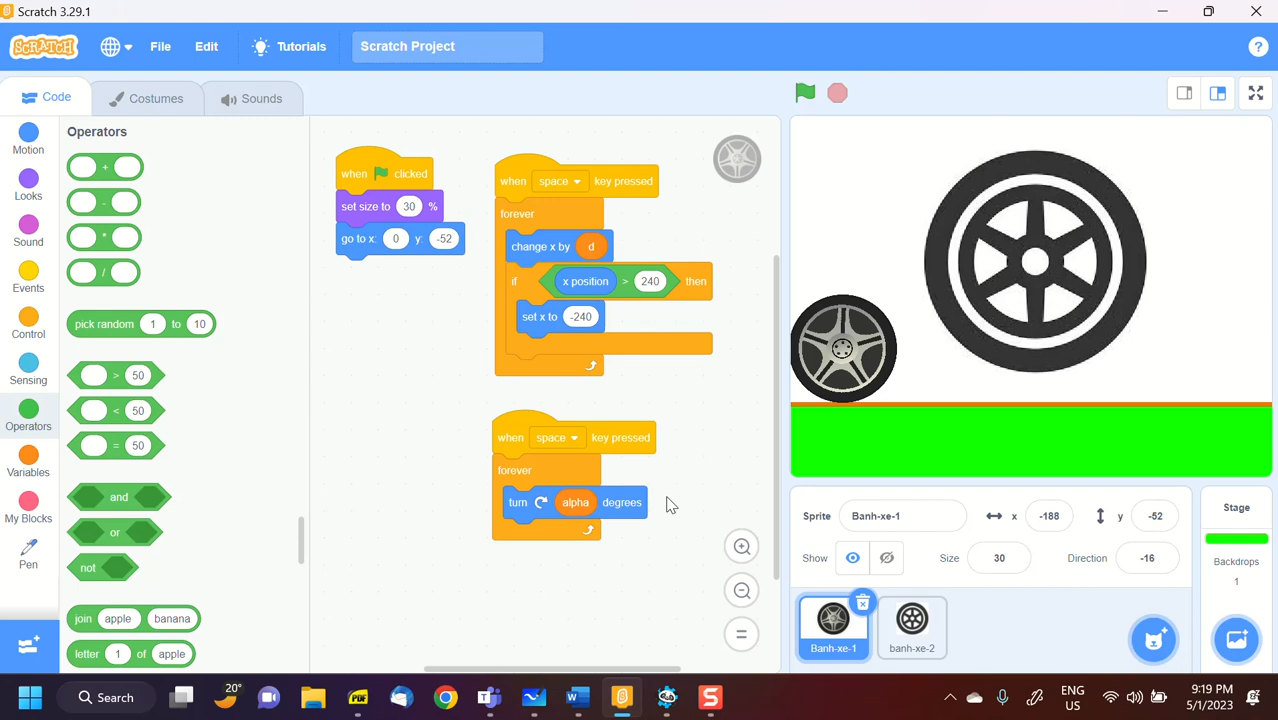 Scratch 3.29.1
SCRATCH File Edit Tutorials Scratch Project ?
Code Costumes Sounds
Motion
Looks
Sound
Events
Control
Sensing
Operators
Variables
My Blocks
Pen
Operators
+
-
*
/
pick random 1 to 10
> 50
< 50
= 50
and
or
not
join apple banana
letter 1 of apple
when clicked
set size to 30 %
go to x: 0 y: -52
when space key pressed
forever
change x by d
if x position > 240 then
set x to -240
when space key pressed
forever
turn alpha degrees
=
Sprite Banh-xe-1 x -188 y -52
Show Size 30 Direction -16
Banh-xe-1 banh-xe-2
Stage
Backdrops
1
Search 20° PDF ENG US 9:19 PM 5/1/2023